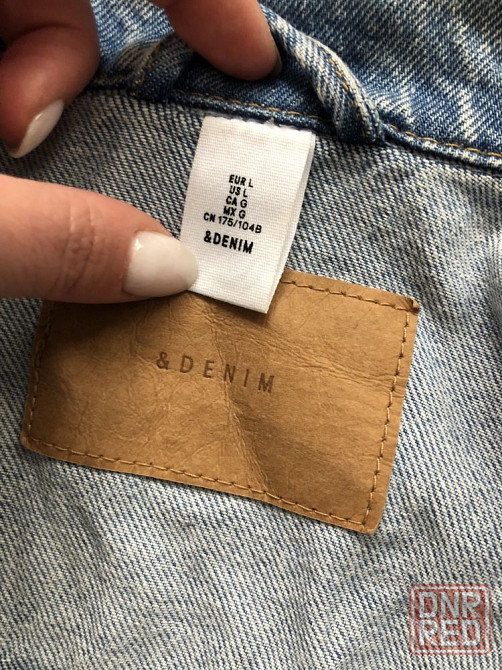 EUR L
US L
CA G
MX G
CN 175/104B
&DENIM
& DENIM
DNR
RED